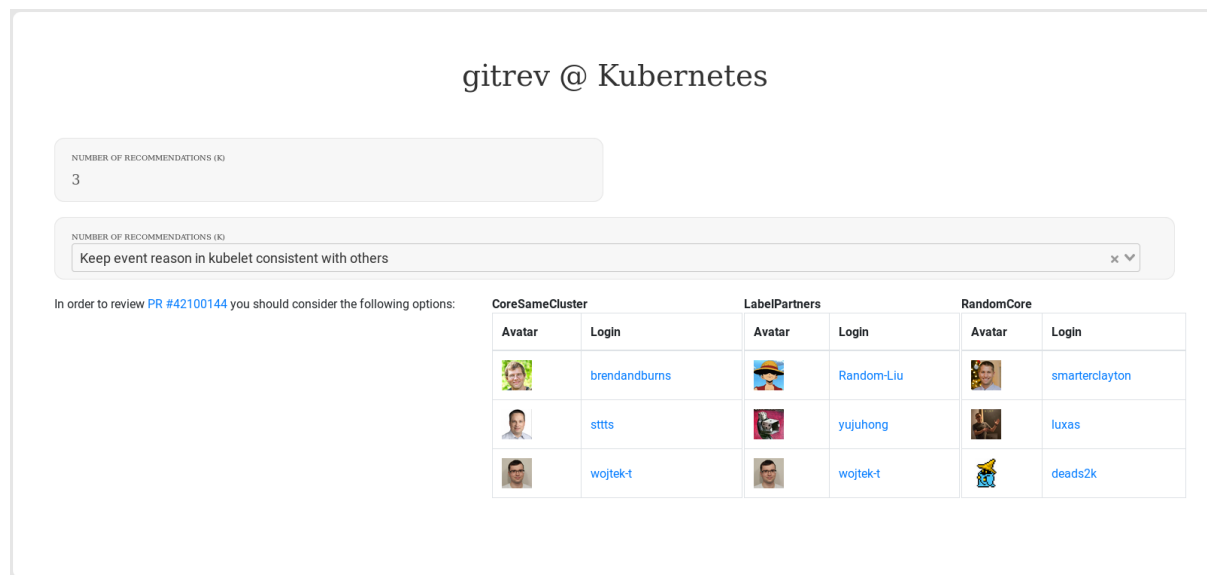 gitrev @ Kubernetes
NUMBER OF RECOMMENDATIONS (K)
3
NUMBER OF RECOMMENDATIONS (K)
Keep event reason in kubelet consistent with others
In order to review PR #42100144 you should consider the following options:
CoreSameCluster LabelPartners RandomCore
Avatar Login Avatar Login Avatar Login
brendandburns Random-Liu smarterclayton
sttts yujuhong luxas
wojtek-t wojtek-t deads2k